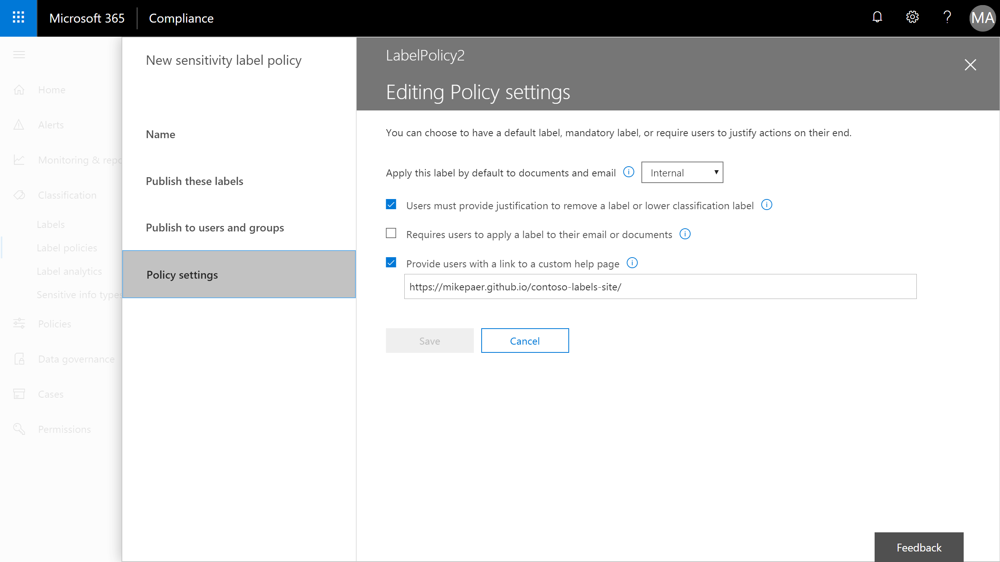 Microsoft 365
Compliance
MA
Home
Alerts
Monitoring & repo
Classification
Labels
Label policies
Label analytics
Sensitive info types
Policies
Data governance
Cases
Permissions
New sensitivity label policy
Name
Publish these labels
Publish to users and groups
Policy settings
LabelPolicy2
Editing Policy settings
You can choose to have a default label, mandatory label, or require users to justify actions on their end.
Apply this label by default to documents and email
Internal
Users must provide justification to remove a label or lower classification label
Requires users to apply a label to their email or documents
Provide users with a link to a custom help page
https://mikepaer.github.io/contoso-labels-site/
Save
Cancel
Feedback